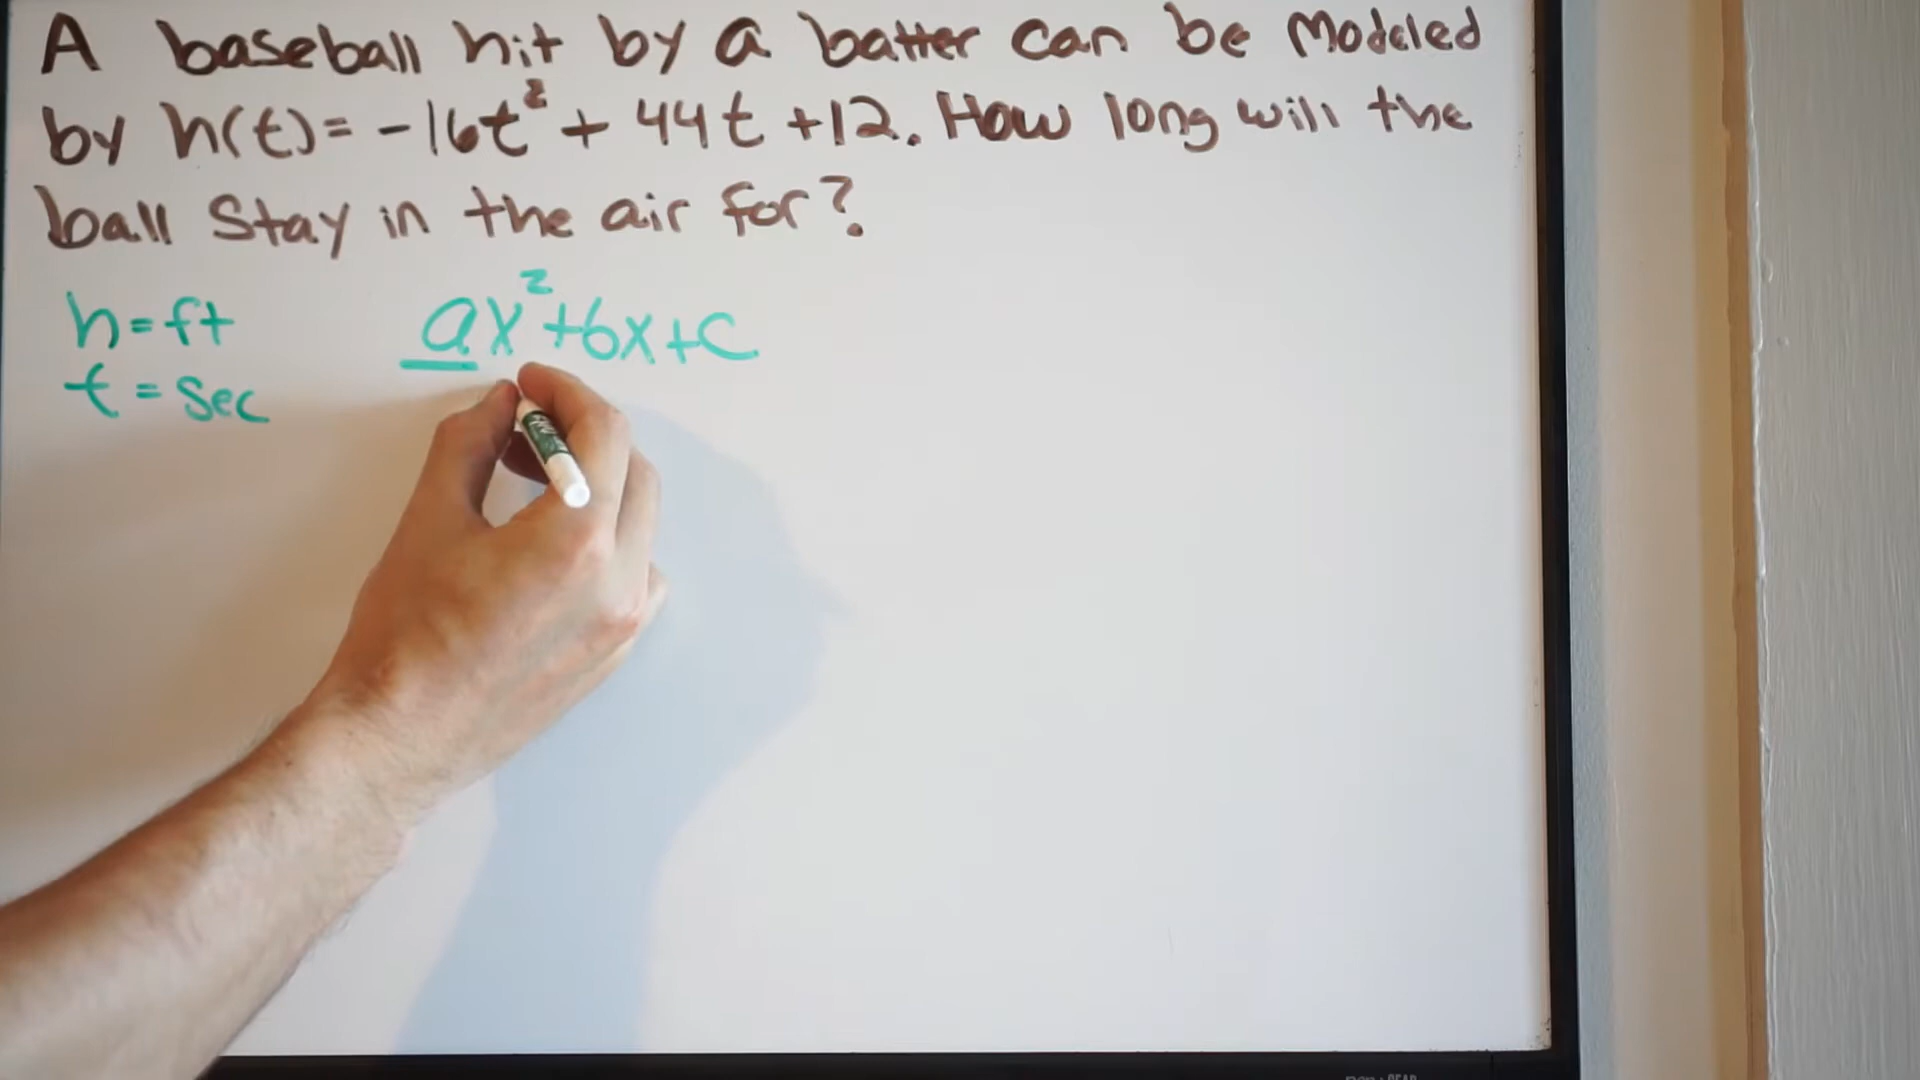 A baseball hit by a batter can be modeled
by h(t)= -16t² + 44t +12. How long will the
ball stay in the air for?
h=ft
ax²+bx+c
t = sec